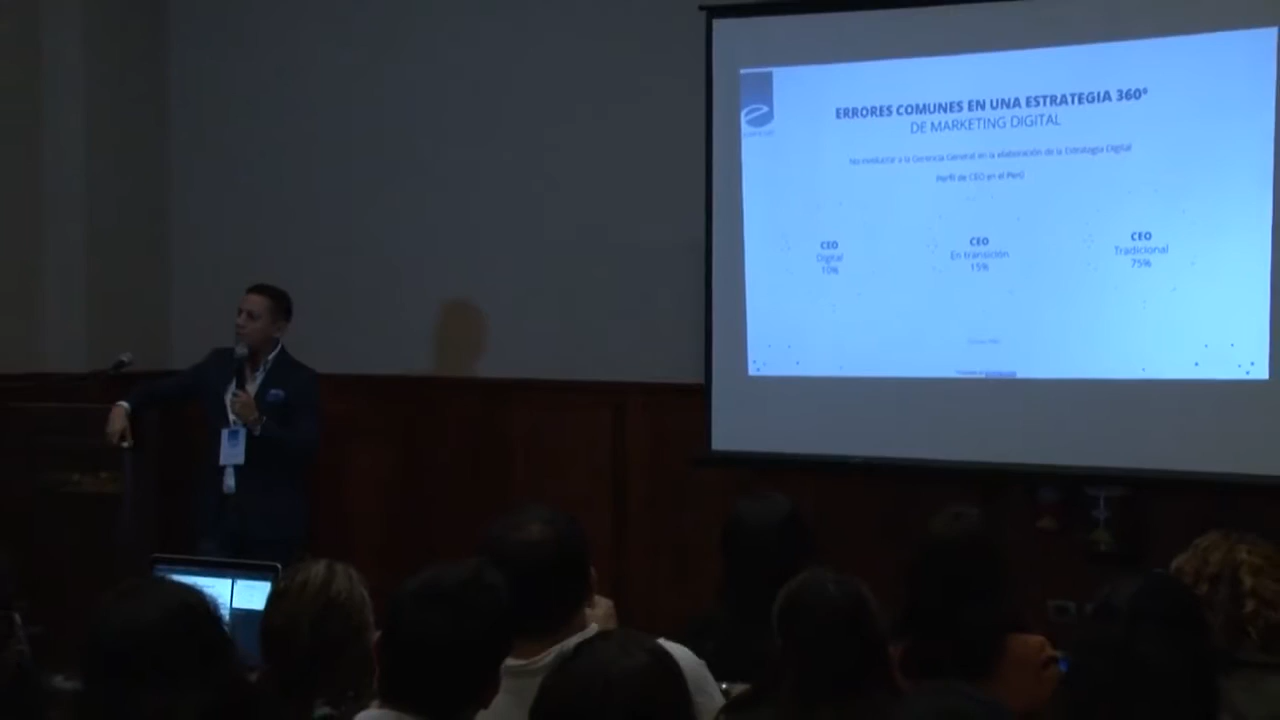 ERRORES COMUNES EN UNA ESTRATEGIA 360°
DE MARKETING DIGITAL
No involucrar a la Gerencia General en la elaboración de la Estrategia Digital
Perfil de CEO en el Perú
CEO
Digital
10%
CEO
En transición
15%
CEO
Tradicional
75%